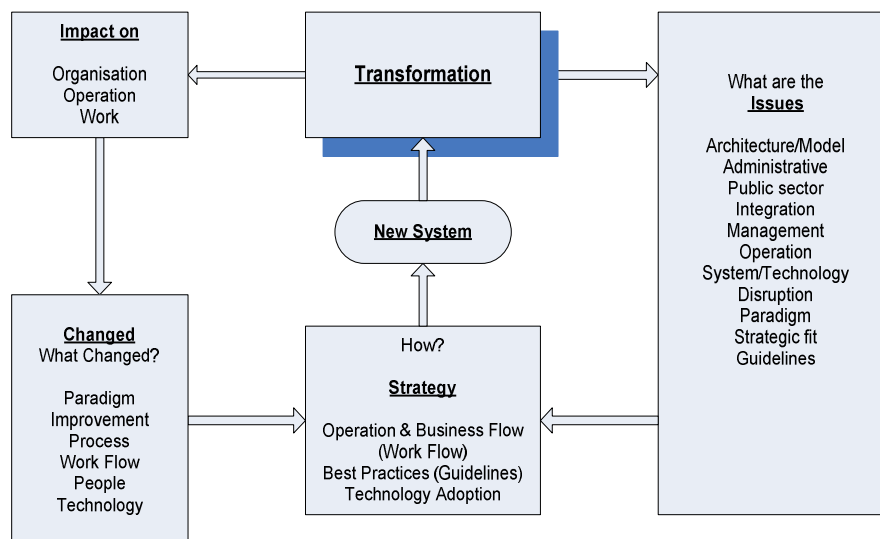 Impact on
Organisation
Operation
Work
Transformation
What are the
Issues
Architecture/Model
Administrative
Public sector
Integration
Management
Operation
System/Technology
Disruption
Paradigm
Strategic fit
Guidelines
New System
Changed
What Changed?
Paradigm
Improvement
Process
Work Flow
People
Technology
How?
Strategy
Operation & Business Flow
(Work Flow)
Best Practices (Guidelines)
Technology Adoption